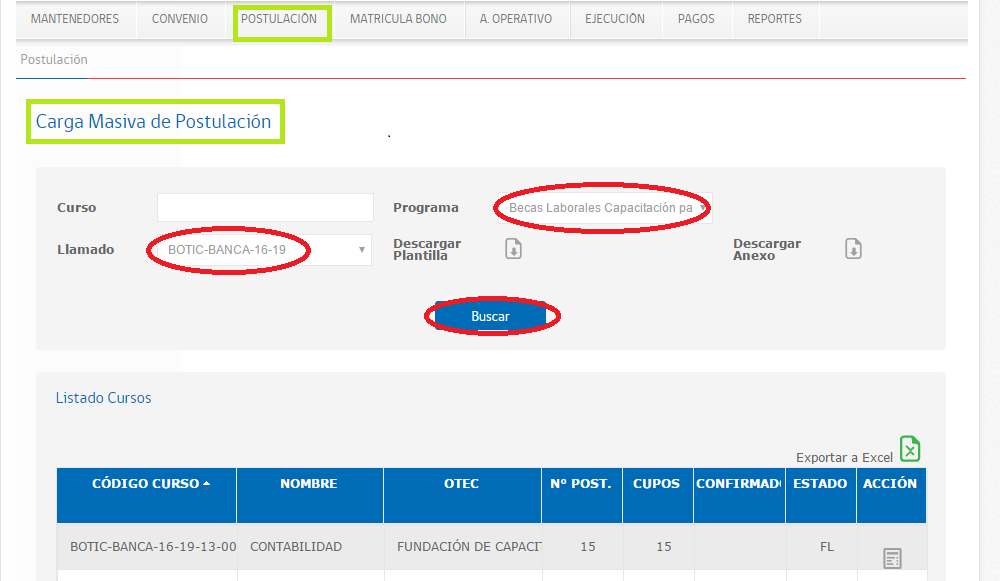 MANTENEDORES CONVENIO POSTULACIÓN MATRICULA BONO A. OPERATIVO EJECUCIÓN PAGOS REPORTES
Postulación
Carga Masiva de Postulación
.
Curso Programa Becas Laborales Capacitación pa
Llamado BOTIC-BANCA-16-19 Descargar Plantilla Descargar Anexo
Buscar
Listado Cursos
Exportar a Excel
CÓDIGO CURSO NOMBRE OTEC Nº POST. CUPOS CONFIRMAD ESTADO ACCIÓN
BOTIC-BANCA-16-19-13-00 CONTABILIDAD FUNDACIÓN DE CAPACIT 15 15 FL